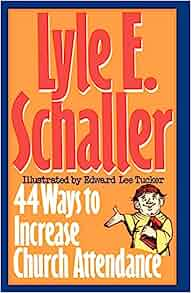 Lyle E.
Schaller
Illustrated by Edward Lee Tucker
44 Ways to
Increase
Church Attendance